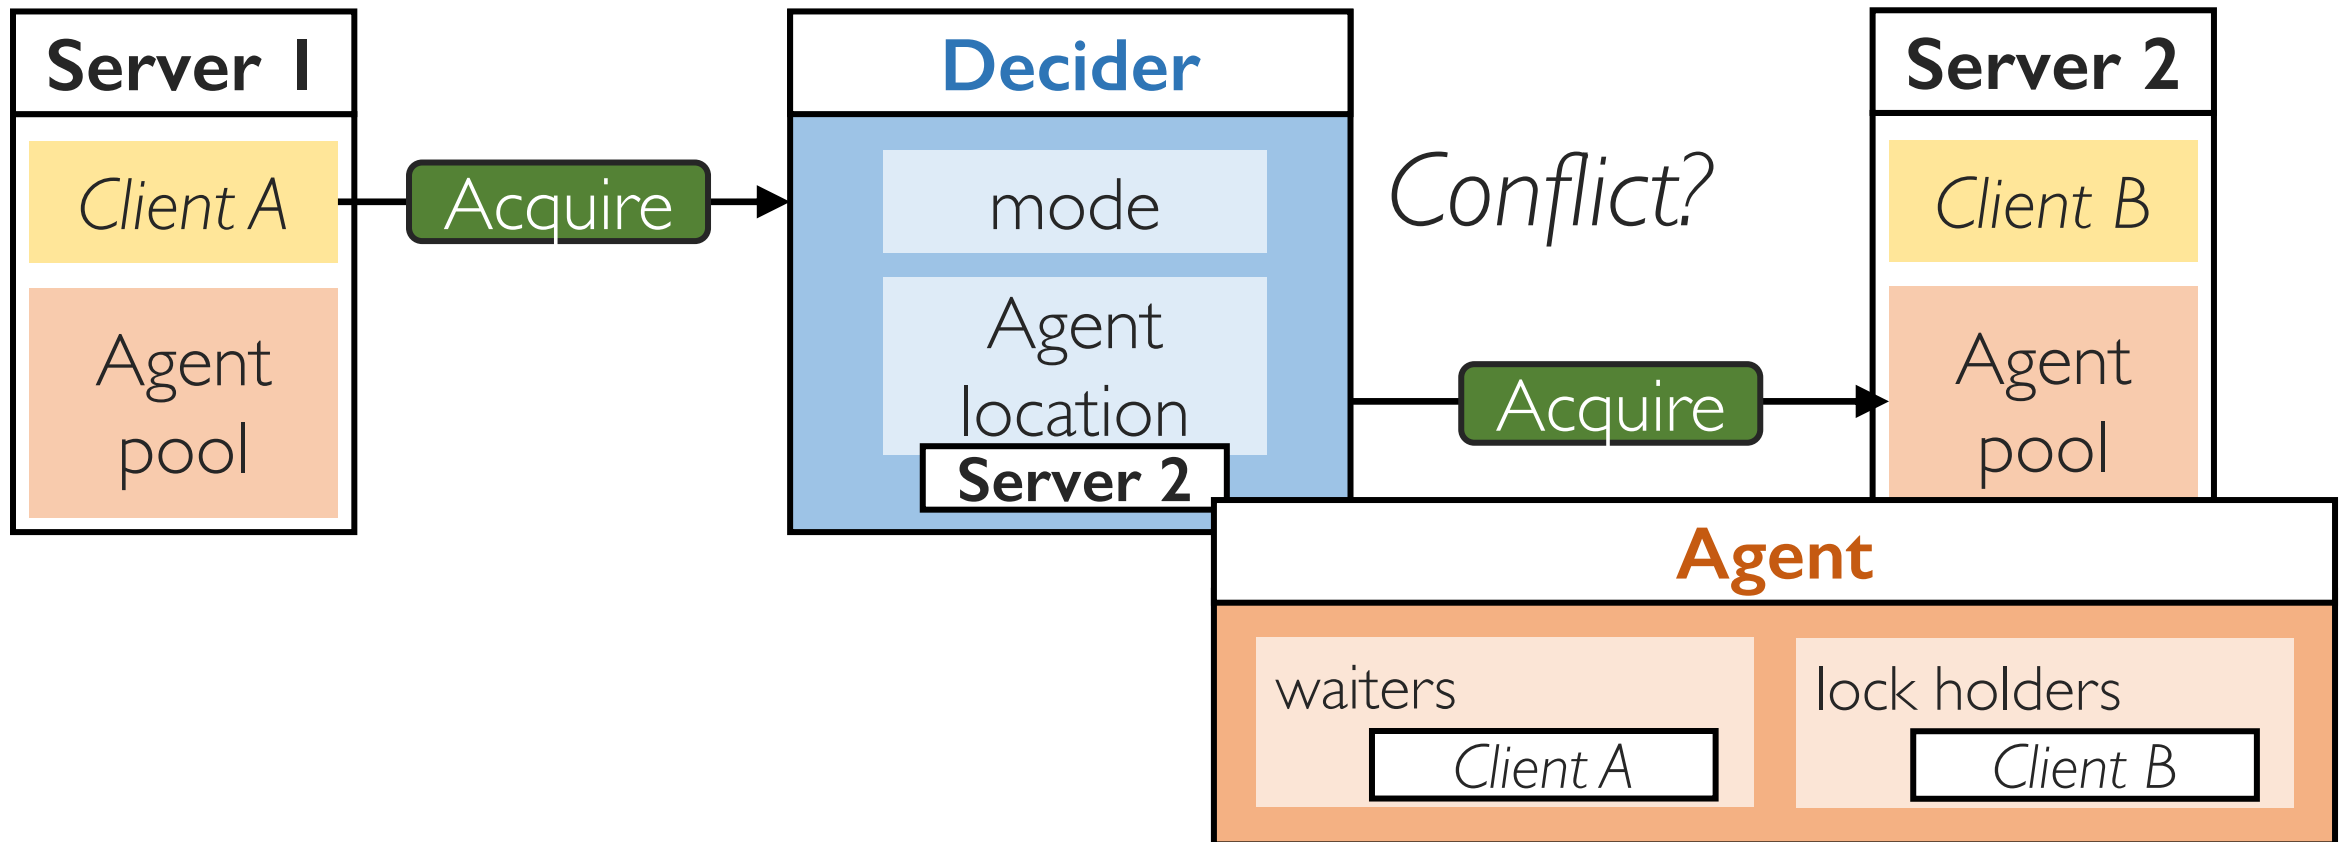 Server 1
Client A
Agent
pool
Acquire
Decider
mode
Agent
location
Server 2
Conflict?
Acquire
Server 2
Client B
Agent
pool
Agent
waiters
Client A
lock holders
Client B